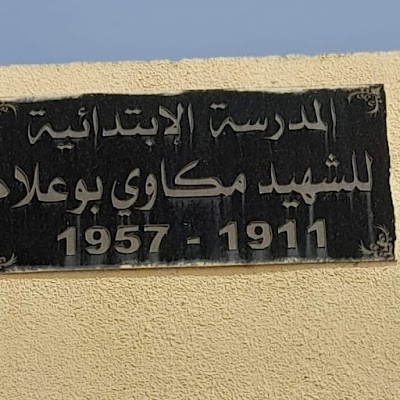 المدرسة الإبتدائية
للشهيد مكاوي بوعلام
1957 - 1911